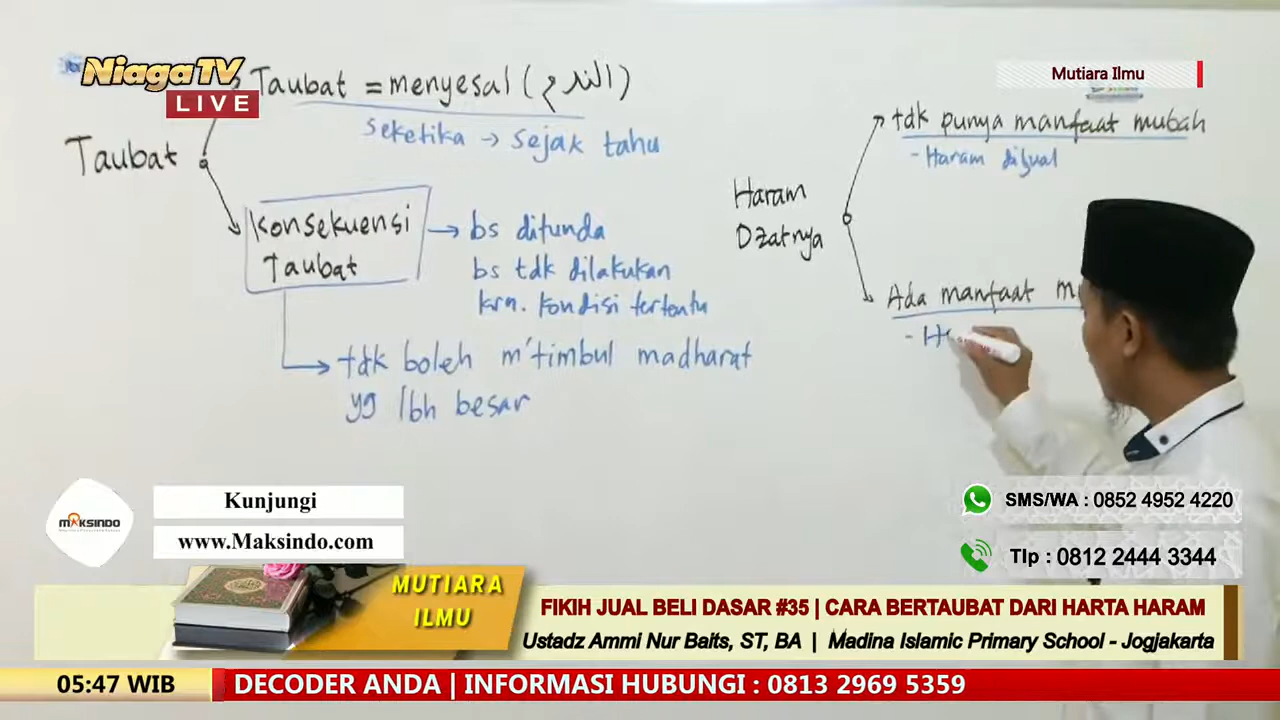 NiagaTV
LIVE
Mutiara Ilmu
Taubat = menyesal (الندم)
seketika → sejak tahu
Taubat
Konsekuensi
Taubat
→ bs ditunda
bs tdk dilakukan
krn. kondisi tertentu
tdk boleh m'timbul madharat
yg lbh besar
Haram
Dzatnya
tdk punya manfaat mubah
- Haram dijual
Ada manfaat
- H
MAKSINDO
Kunjungi
www.Maksindo.com
SMS/WA : 0852 4952 4220
Tlp : 0812 2444 3344
MUTIARA
ILMU
FIKIH JUAL BELI DASAR #35 | CARA BERTAUBAT DARI HARTA HARAM
Ustadz Ammi Nur Baits, ST, BA | Madina Islamic Primary School - Jogjakarta
05:47 WIB
DECODER ANDA | INFORMASI HUBUNGI : 0813 2969 5359